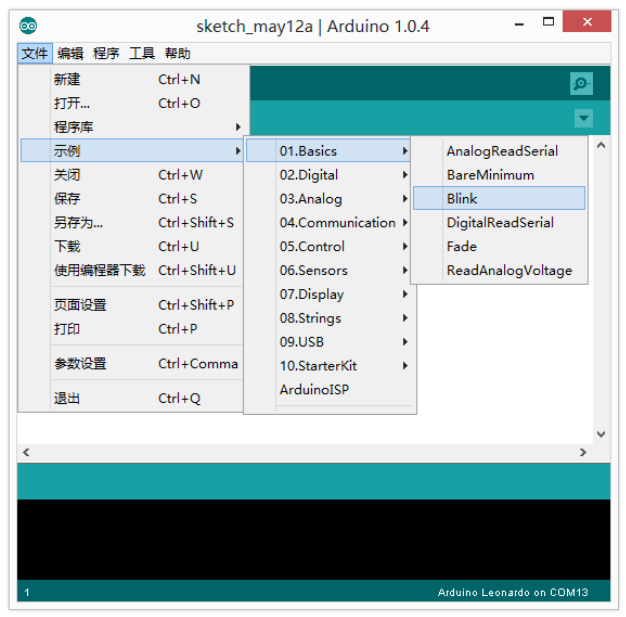 sketch_may12a | Arduino 1.0.4
文件 编辑 程序 工具 帮助
新建 Ctrl+N
打开... Ctrl+O
程序库
示例
关闭 Ctrl+W
保存 Ctrl+S
另存为... Ctrl+Shift+S
下载 Ctrl+U
使用编程器下载 Ctrl+Shift+U
页面设置 Ctrl+Shift+P
打印 Ctrl+P
参数设置 Ctrl+Comma
退出 Ctrl+Q
01.Basics
02.Digital
03.Analog
04.Communication
05.Control
06.Sensors
07.Display
08.Strings
09.USB
10.StarterKit
ArduinoISP
AnalogReadSerial
BareMinimum
Blink
DigitalReadSerial
Fade
ReadAnalogVoltage
1 Arduino Leonardo on COM13